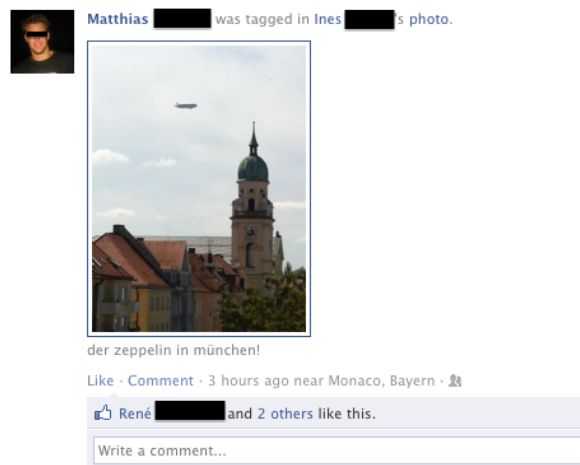 Matthias was tagged in Ines 's photo.
der zeppelin in münchen!
Like · Comment · 3 hours ago near Monaco, Bayern ·
René and 2 others like this.
Write a comment...